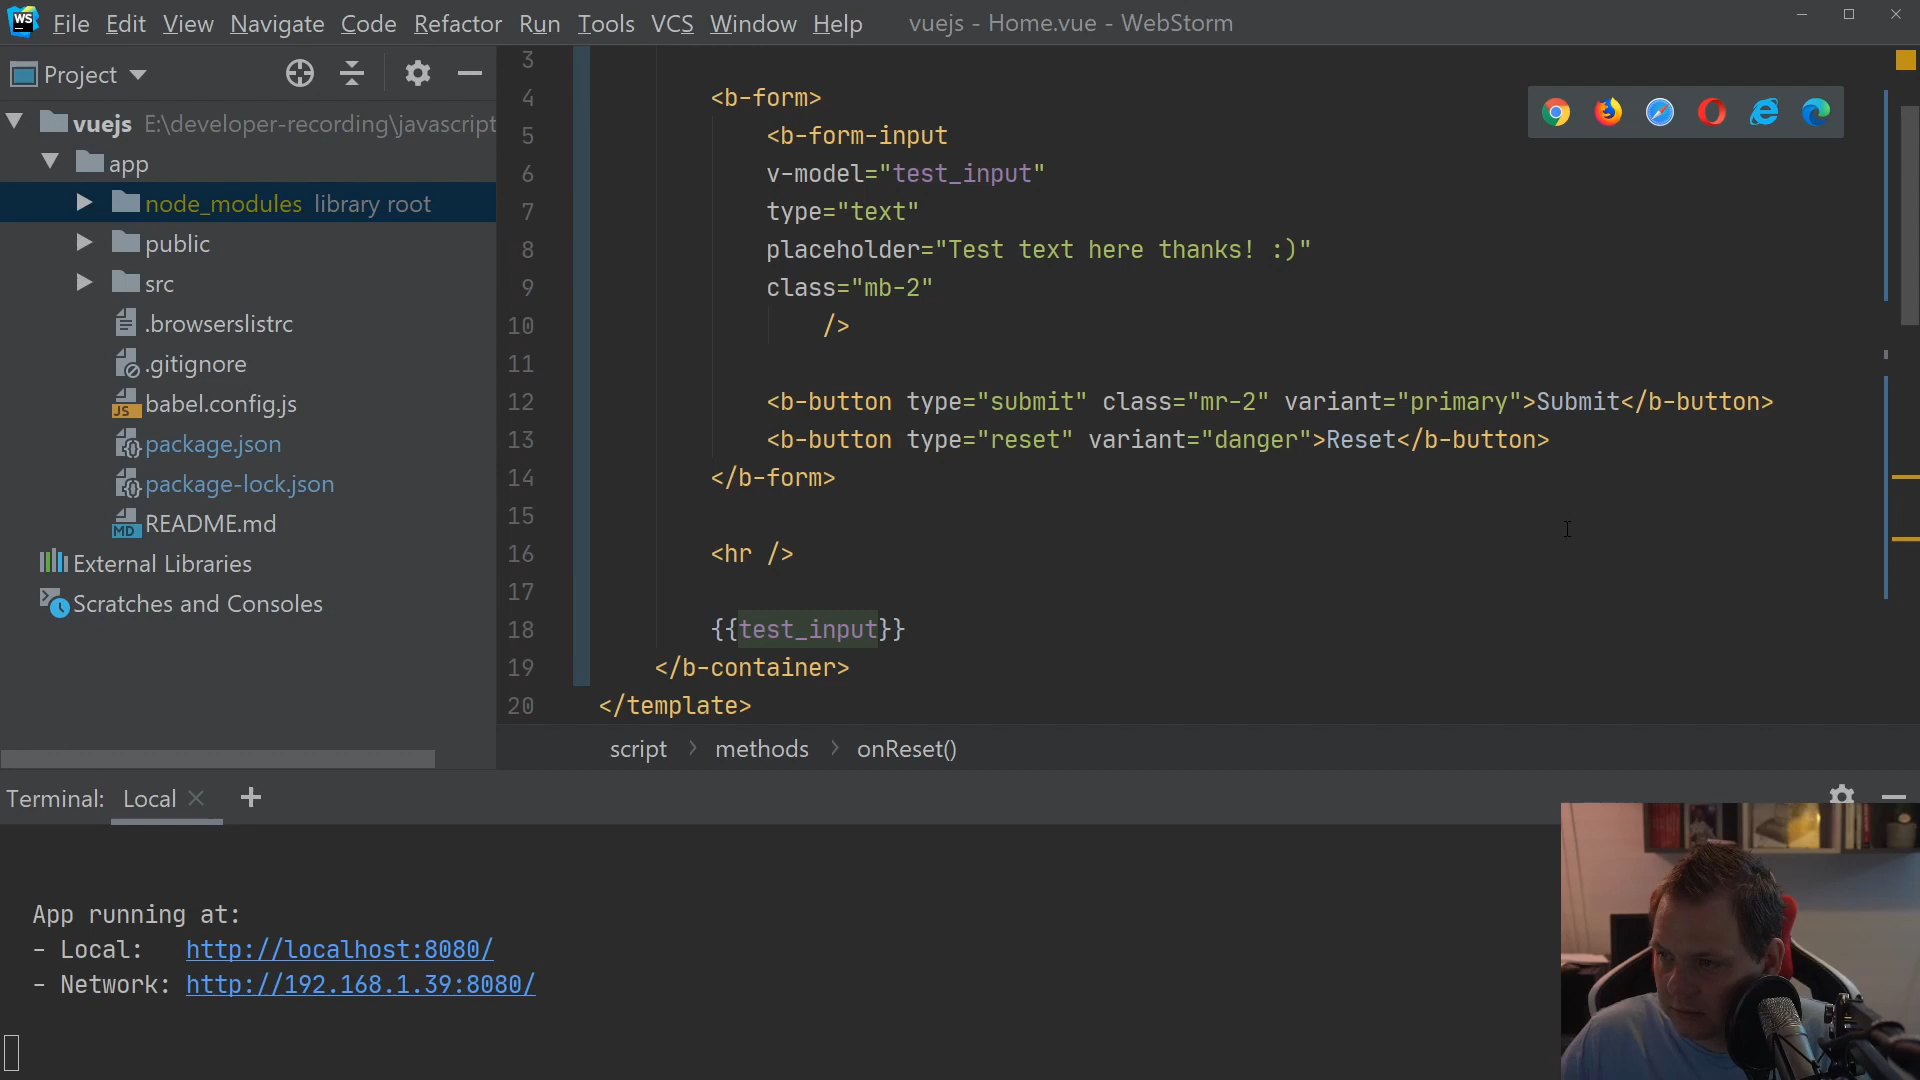 WS File Edit View Navigate Code Refactor Run Tools VCS Window Help vuejs - Home.vue - WebStorm
Project
vuejs E:\developer-recording\javascript
app
node_modules library root
public
src
.browserslistrc
.gitignore
JS babel.config.js
package.json
package-lock.json
MD README.md
External Libraries
Scratches and Consoles
3
4 <b-form>
5 <b-form-input
6 v-model="test_input"
7 type="text"
8 placeholder="Test text here thanks! :)"
9 class="mb-2"
10 />
11
12 <b-button type="submit" class="mr-2" variant="primary">Submit</b-button>
13 <b-button type="reset" variant="danger">Reset</b-button>
14 </b-form>
15
16 <hr />
17
18 {{test_input}}
19 </b-container>
20 </template>
script methods onReset()
Terminal: Local
App running at:
- Local: http://localhost:8080/
- Network: http://192.168.1.39:8080/